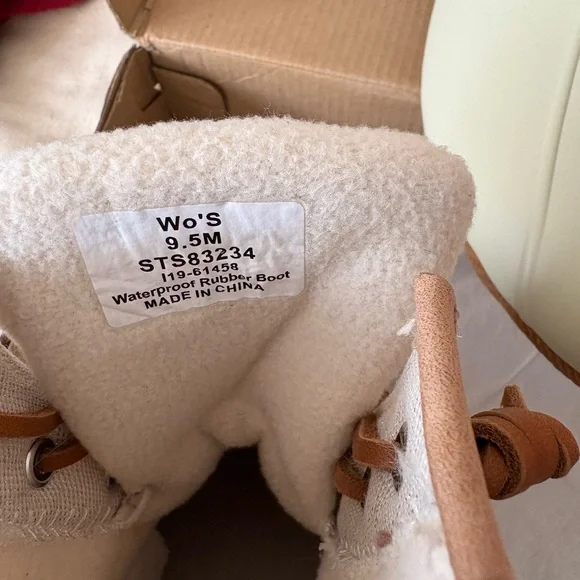 Wo'S
9.5M
STS83234
I19-61458
Waterproof Rubber Boot
MADE IN CHINA